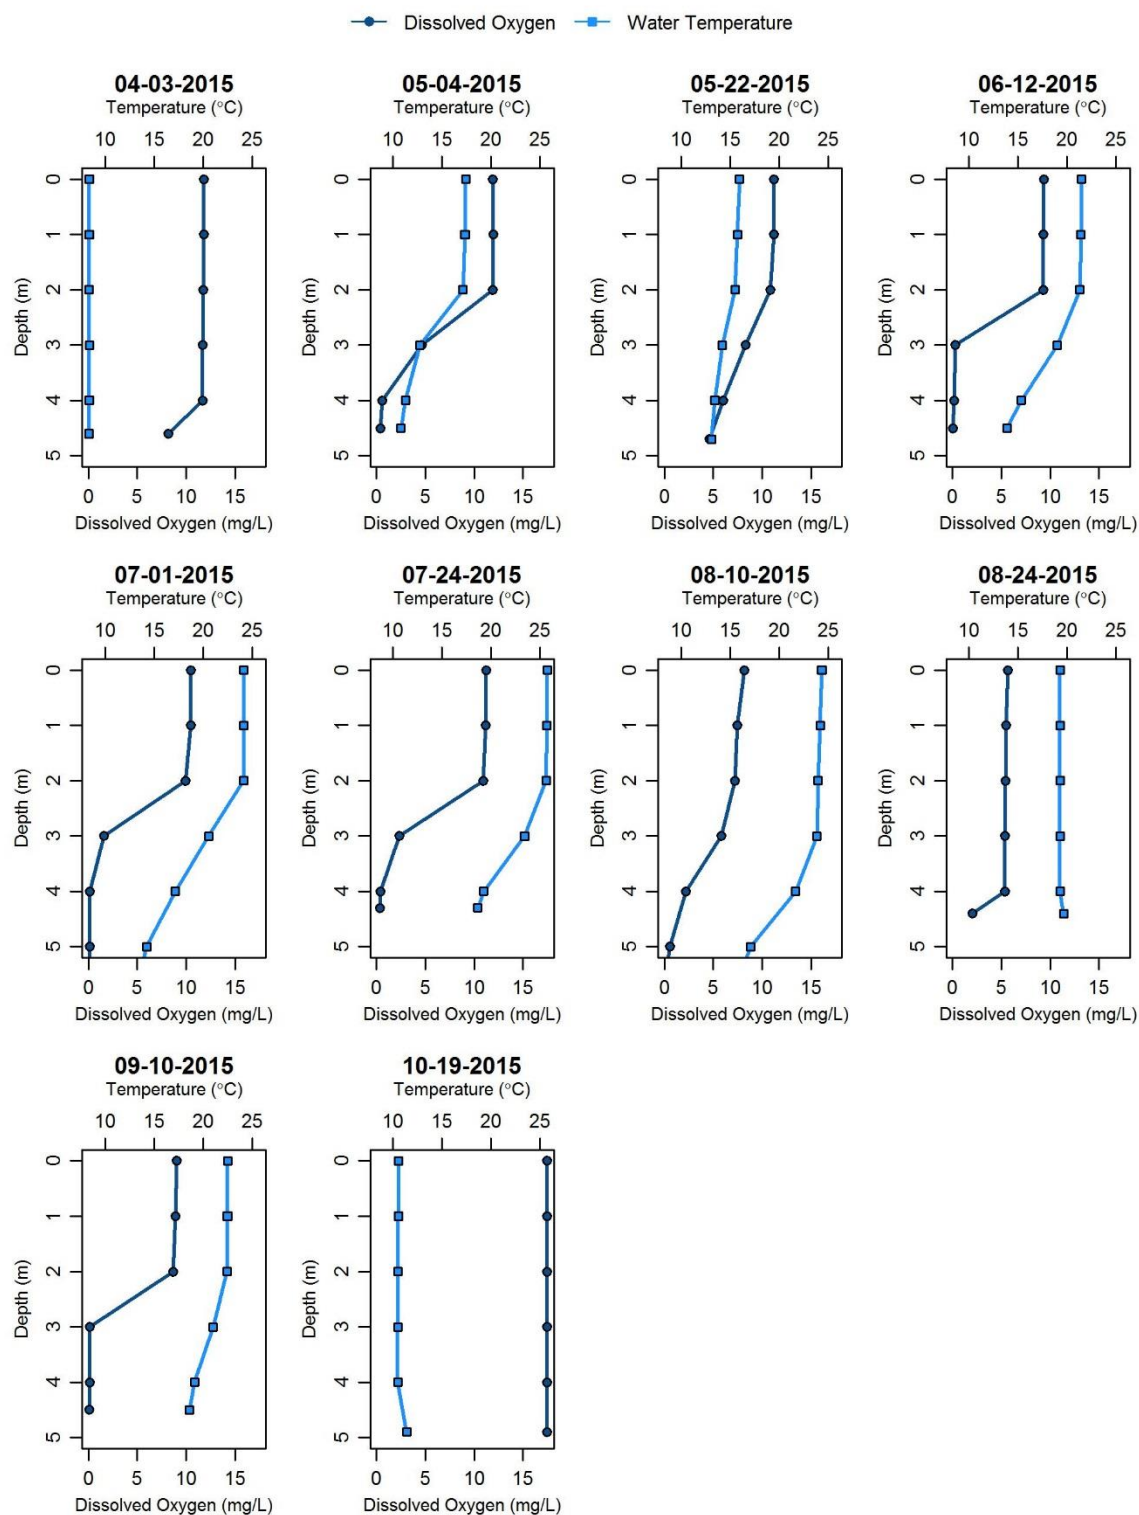 Dissolved Oxygen Water Temperature
04-03-2015 05-04-2015 05-22-2015 06-12-2015
Temperature (°C) Temperature (°C) Temperature (°C) Temperature (°C)
10 15 20 25 10 15 20 25 10 15 20 25 10 15 20 25
Depth (m) Depth (m) Depth (m) Depth (m)
0 0 0 0
1 1 1 1
2 2 2 2
3 3 3 3
4 4 4 4
5 5 5 5
0 5 10 15 0 5 10 15 0 5 10 15 0 5 10 15
Dissolved Oxygen (mg/L) Dissolved Oxygen (mg/L) Dissolved Oxygen (mg/L) Dissolved Oxygen (mg/L)
07-01-2015 07-24-2015 08-10-2015 08-24-2015
Temperature (°C) Temperature (°C) Temperature (°C) Temperature (°C)
10 15 20 25 10 15 20 25 10 15 20 25 10 15 20 25
Depth (m) Depth (m) Depth (m) Depth (m)
0 0 0 0
1 1 1 1
2 2 2 2
3 3 3 3
4 4 4 4
5 5 5 5
0 5 10 15 0 5 10 15 0 5 10 15 0 5 10 15
Dissolved Oxygen (mg/L) Dissolved Oxygen (mg/L) Dissolved Oxygen (mg/L) Dissolved Oxygen (mg/L)
09-10-2015 10-19-2015
Temperature (°C) Temperature (°C)
10 15 20 25 10 15 20 25
Depth (m) Depth (m)
0 0
1 1
2 2
3 3
4 4
5 5
0 5 10 15 0 5 10 15
Dissolved Oxygen (mg/L) Dissolved Oxygen (mg/L)